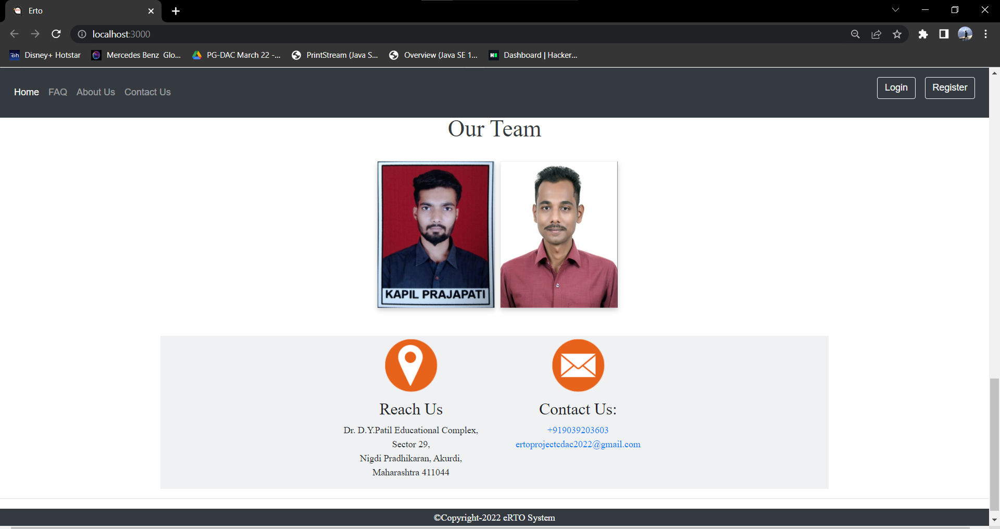 Erto
localhost:3000
Disney+ Hotstar
Mercedes Benz Glo...
PG-DAC March 22 -...
PrintStream (Java S...
Overview (Java SE 1...
Dashboard | Hacker...
Home
FAQ
About Us
Contact Us
Login
Register
Our Team
KAPIL PRAJAPATI
Reach Us
Dr. D.Y.Patil Educational Complex,
Sector 29,
Nigdi Pradhikaran, Akurdi,
Maharashtra 411044
Contact Us:
+919039203603
ertoprojectcdac2022@gmail.com
©Copyright-2022 eRTO System